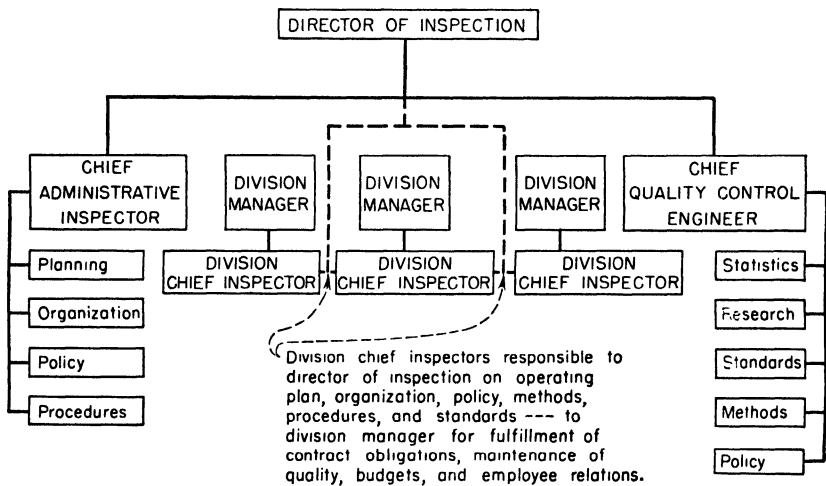 DIRECTOR OF INSPECTION
CHIEF
ADMINISTRATIVE
INSPECTOR
DIVISION
MANAGER
DIVISION
MANAGER
DIVISION
MANAGER
CHIEF
QUALITY CONTROL
ENGINEER
DIVISION
CHIEF INSPECTOR
DIVISION
CHIEF INSPECTOR
DIVISION
CHIEF INSPECTOR
Planning
Organization
Policy
Procedures
Statistics
Research
Standards
Methods
Policy
Division chief inspectors responsible to
director of inspection on operating
plan, organization, policy, methods,
procedures, and standards --- to
division manager for fulfillment of
contract obligations, maintenance of
quality, budgets, and employee relations.